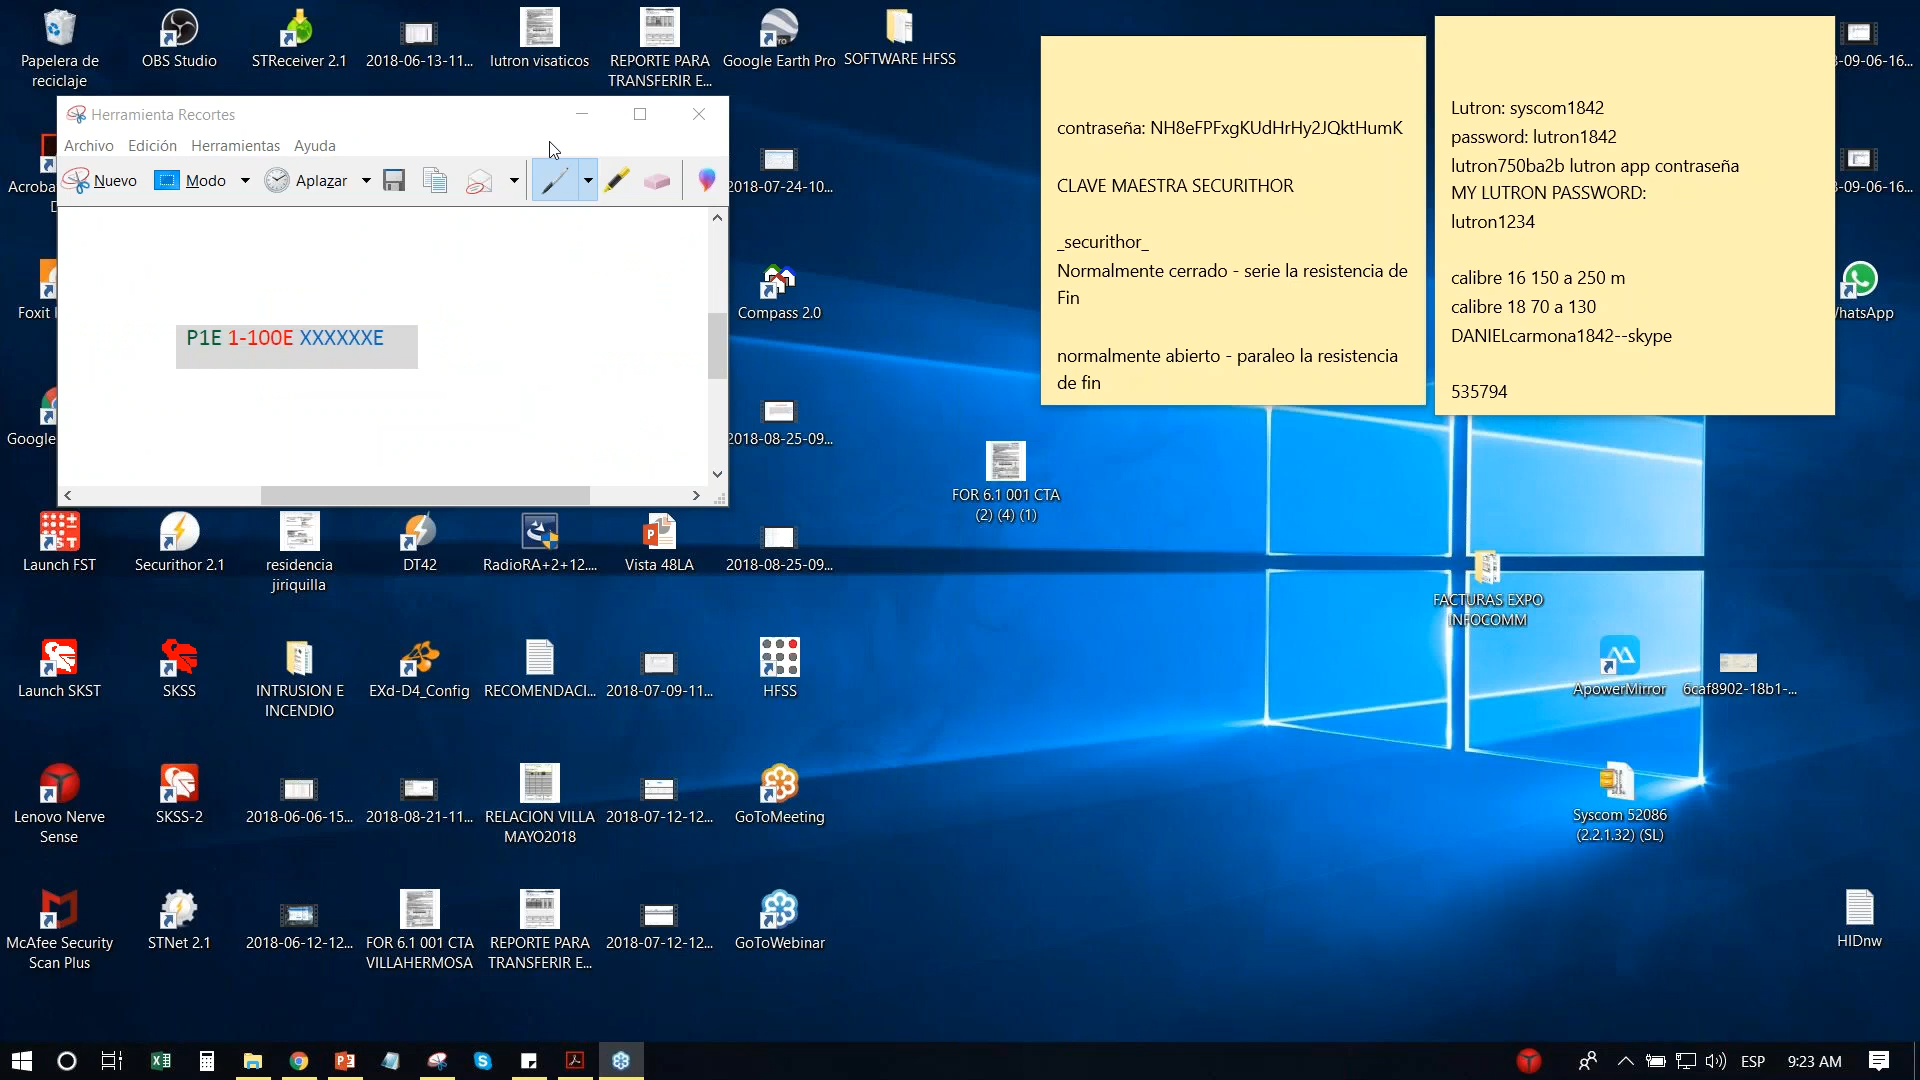 Papelera de
reciclaje
OBS Studio
STReceiver 2.1
2018-06-13-11...
lutron visaticos
REPORTE PARA
TRANSFERIR E...
Google Earth Pro
SOFTWARE HFSS
Herramienta Recortes
Archivo Edición Herramientas Ayuda
Nuevo Modo Aplazar
P1E 1-100E XXXXXXE
contraseña: NH8eFPFxgKUdHrHy2JQktHumK
CLAVE MAESTRA SECURITHOR
_securithor_
Normalmente cerrado - serie la resistencia de
Fin
normalmente abierto - paraleo la resistencia
de fin
Lutron: syscom1842
password: lutron1842
lutron750ba2b lutron app contraseña
MY LUTRON PASSWORD:
lutron1234
calibre 16 150 a 250 m
calibre 18 70 a 130
DANIELcarmona1842--skype
535794
-09-06-16...
-09-06-16...
WhatsApp
Acroba
Foxit
Google
2018-07-24-10...
Compass 2.0
2018-08-25-09...
FOR 6.1 001 CTA
(2) (4) (1)
Launch FST
Securithor 2.1
residencia
jiriquilla
DT42
RadioRA+2+12....
Vista 48LA
2018-08-25-09...
FACTURAS EXPO
INFOCOMM
Launch SKST
SKSS
INTRUSION E
INCENDIO
EXd-D4_Config
RECOMENDACI...
2018-07-09-11...
HFSS
ApowerMirror
6caf8902-18b1-...
Lenovo Nerve
Sense
SKSS-2
2018-06-06-15...
2018-08-21-11...
RELACION VILLA
MAYO2018
2018-07-12-12...
GoToMeeting
Syscom 52086
(2.2.1.32) (SL)
McAfee Security
Scan Plus
STNet 2.1
2018-06-12-12...
FOR 6.1 001 CTA
VILLAHERMOSA
REPORTE PARA
TRANSFERIR E...
2018-07-12-12...
GoToWebinar
HIDnw
ESP
9:23 AM